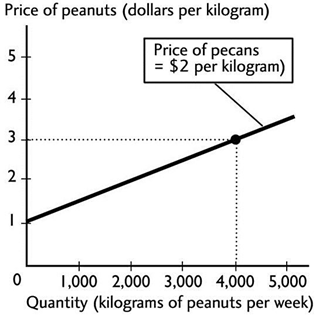 Price of peanuts (dollars per kilogram)
Price of pecans
= $2 per kilogram)
5
4
3
2
1
0
1,000 2,000 3,000 4,000 5,000
Quantity (kilograms of peanuts per week)